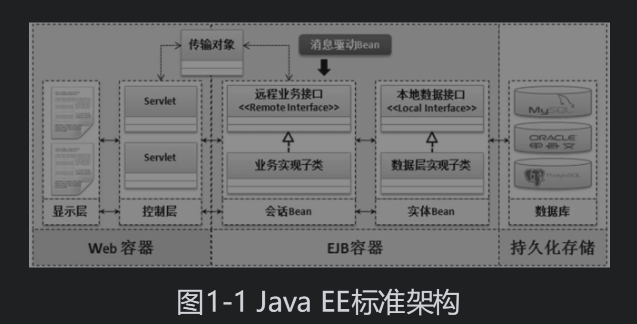 传输对象
消息驱动Bean
Servlet
Servlet
远程业务接口
<<Remote Interface>>
业务实现子类
本地数据接口
<<Local Interface>>
数据层实现子类
MySQL
ORACLE
PostgreSQL
显示层
控制层
会话Bean
实体Bean
数据库
Web 容器
EJB容器
持久化存储
图1-1 Java EE标准架构